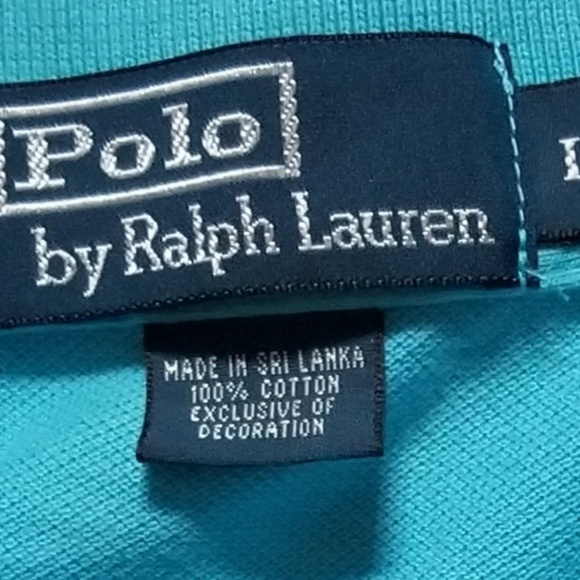 Polo
by Ralph Lauren
MADE IN SRI LANKA
100% COTTON
EXCLUSIVE OF
DECORATION